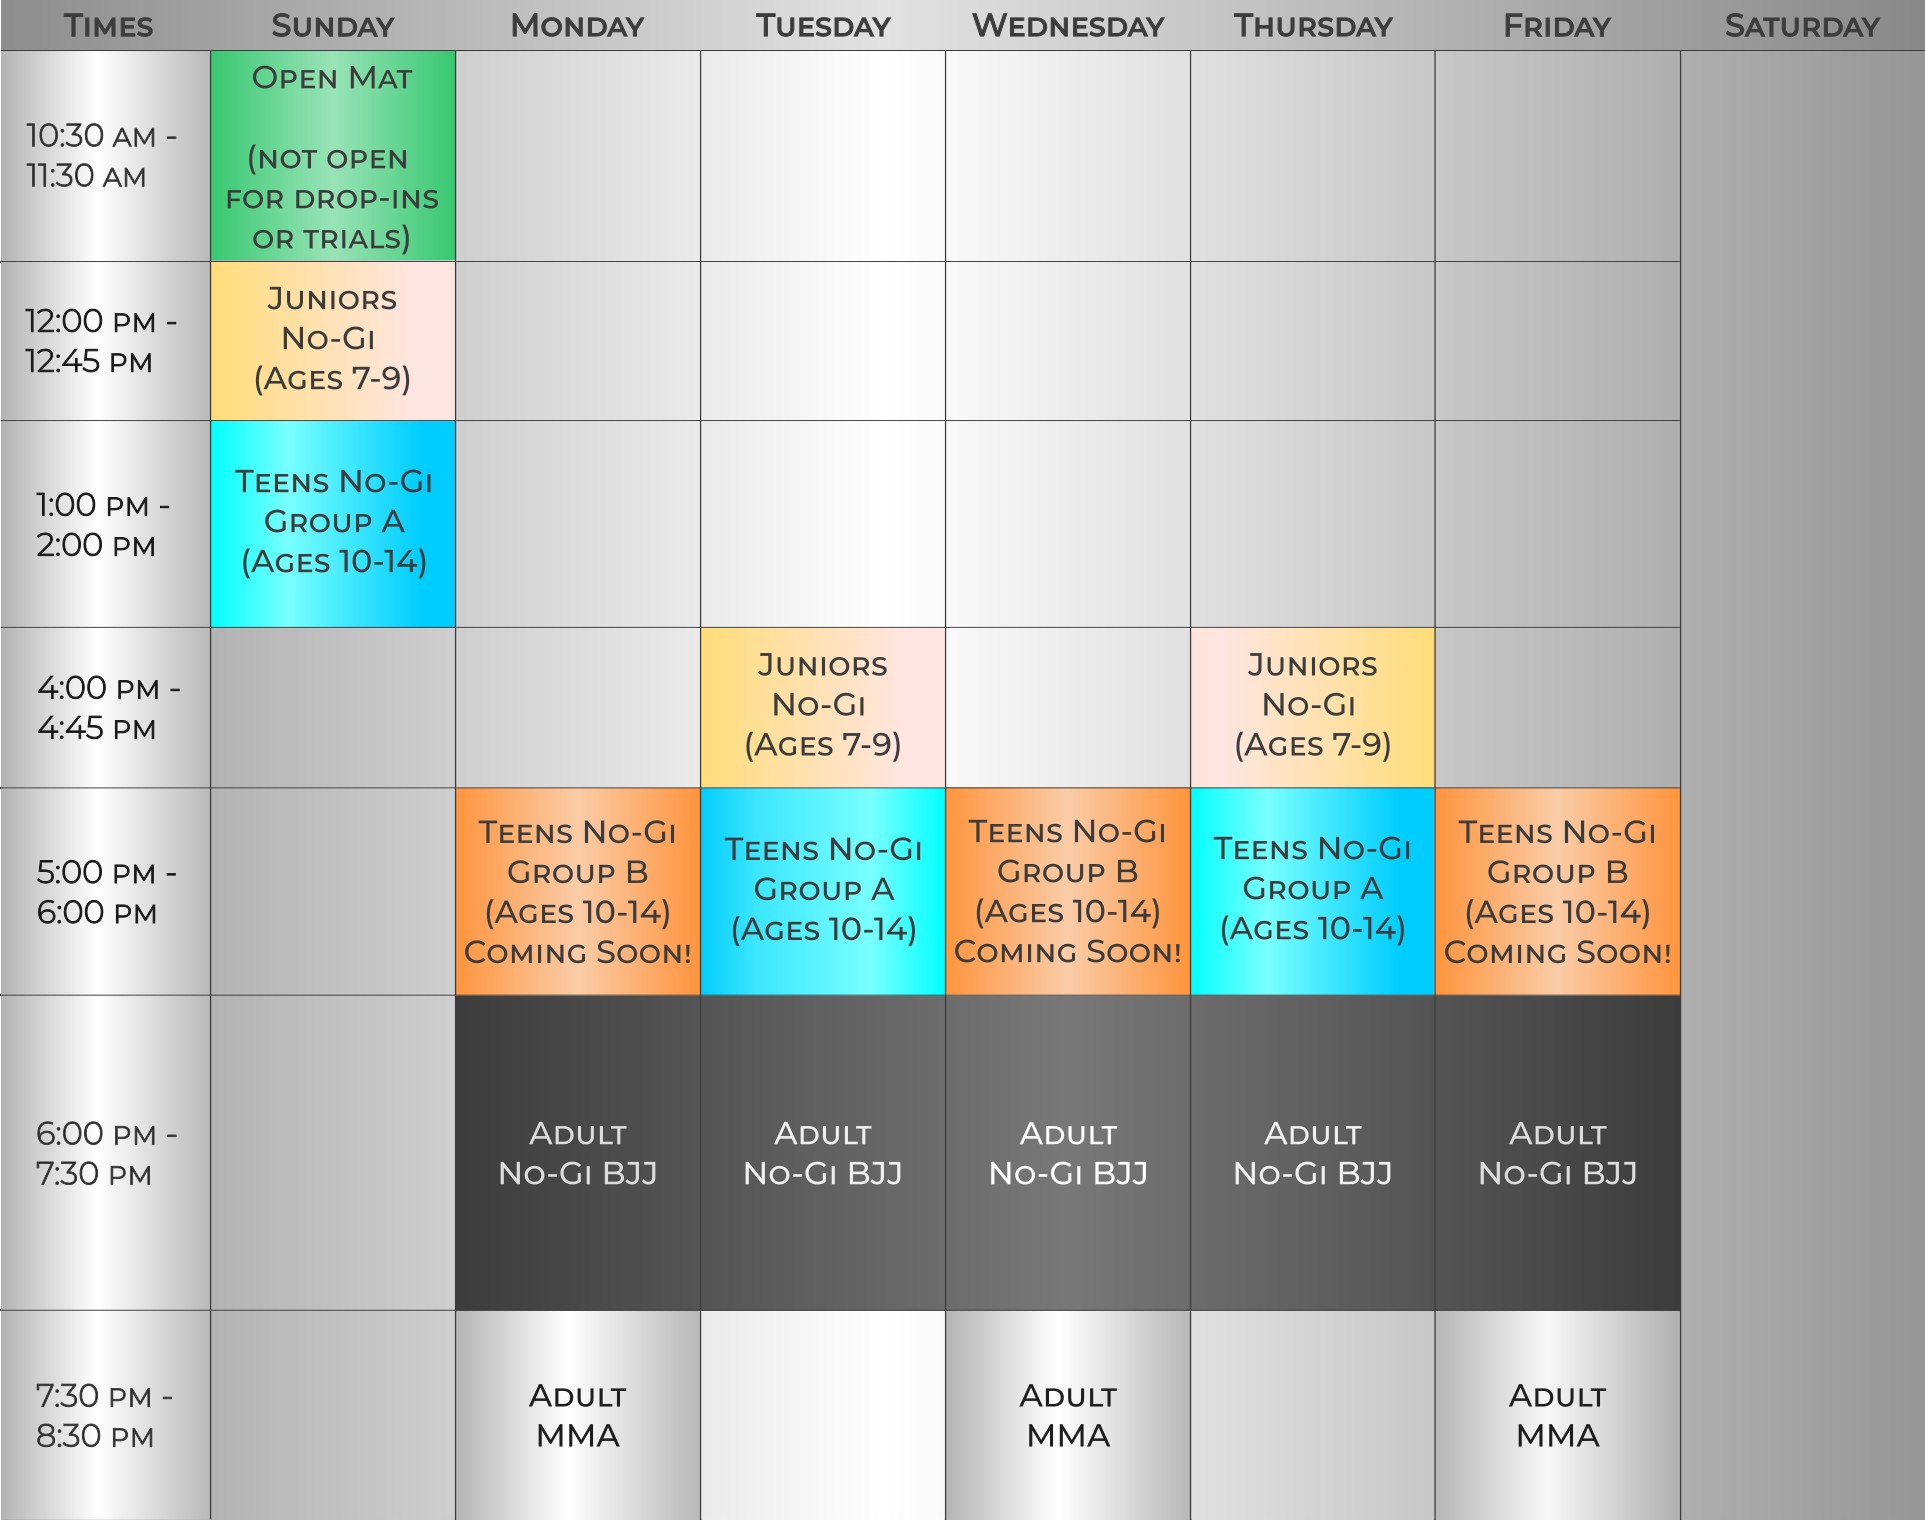 Times Sunday Monday Tuesday Wednesday Thursday Friday Saturday
10:30 am -
11:30 am
Open Mat
(not open
for drop-ins
or trials)
12:00 pm -
12:45 pm
Juniors
No-Gi
(Ages 7-9)
1:00 pm -
2:00 pm
Teens No-Gi
Group A
(Ages 10-14)
4:00 pm -
4:45 pm
Juniors
No-Gi
(Ages 7-9)
Juniors
No-Gi
(Ages 7-9)
5:00 pm -
6:00 pm
Teens No-Gi
Group B
(Ages 10-14)
Coming Soon!
Teens No-Gi
Group A
(Ages 10-14)
Teens No-Gi
Group B
(Ages 10-14)
Coming Soon!
Teens No-Gi
Group A
(Ages 10-14)
Teens No-Gi
Group B
(Ages 10-14)
Coming Soon!
6:00 pm -
7:30 pm
Adult
No-Gi BJJ
Adult
No-Gi BJJ
Adult
No-Gi BJJ
Adult
No-Gi BJJ
Adult
No-Gi BJJ
7:30 pm -
8:30 pm
Adult
MMA
Adult
MMA
Adult
MMA